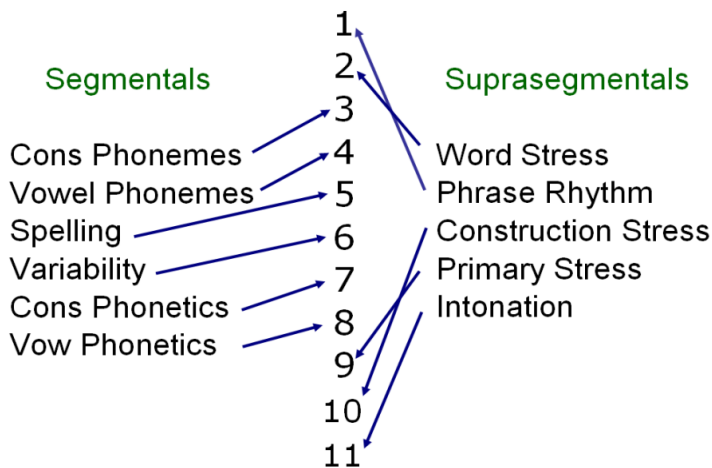 Segmentals
Cons Phonemes
Vowel Phonemes
Spelling
Variability
Cons Phonetics
Vow Phonetics
1
2
3
4
5
6
7
8
9
10
11
Suprasegmentals
Word Stress
Phrase Rhythm
Construction Stress
Primary Stress
Intonation